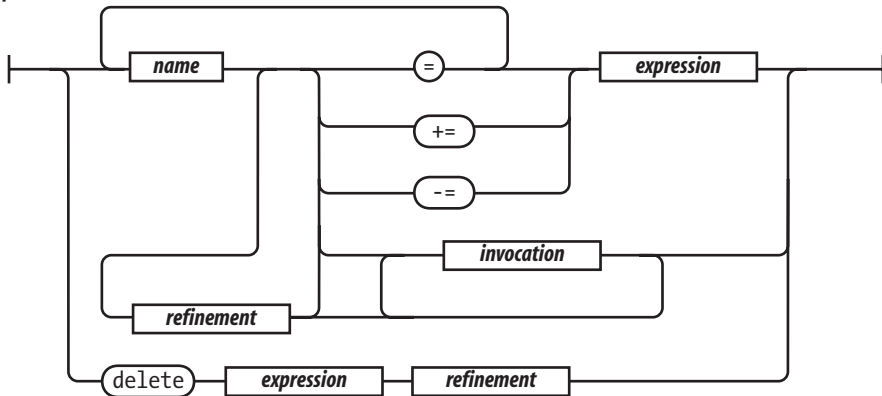 name = expression
+=
-=
invocation
refinement
delete expression refinement